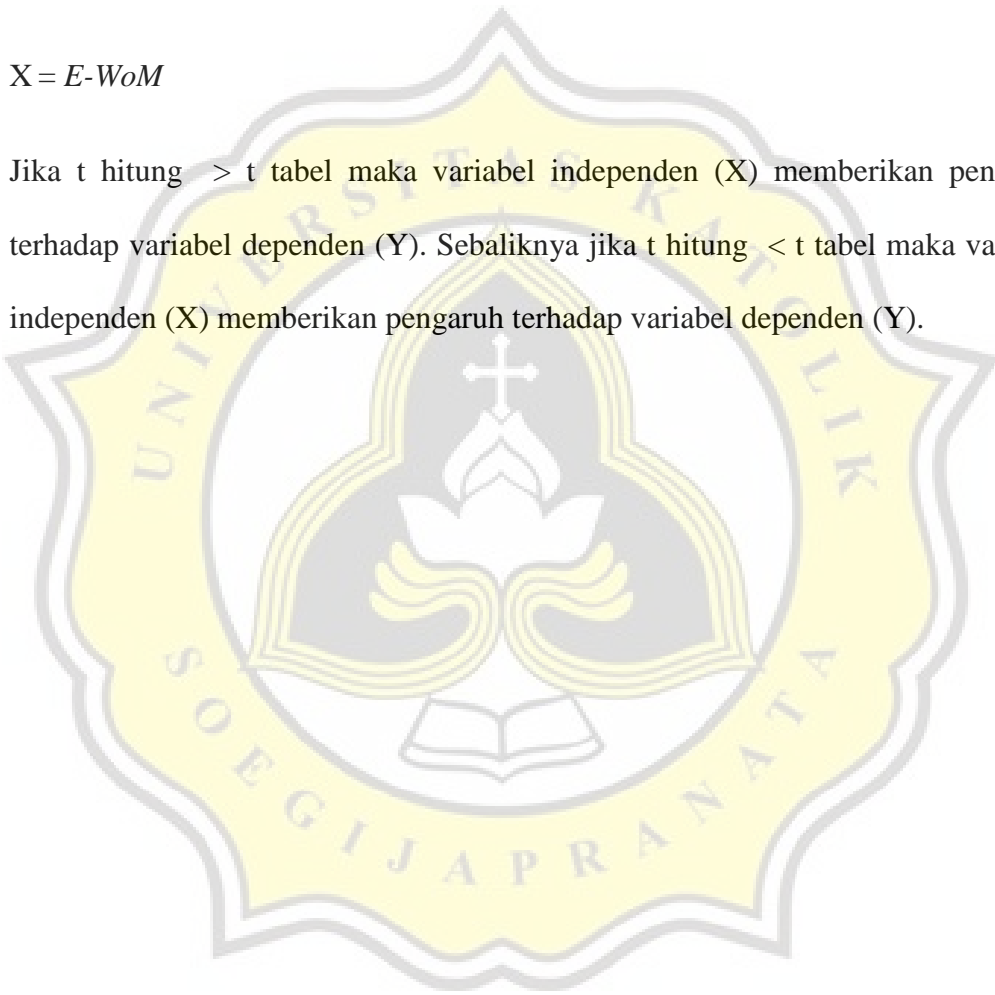 X = E-WoM
Jika t hitung > t tabel maka variabel independen (X) memberikan pen
terhadap variabel dependen (Y). Sebaliknya jika t hitung < t tabel maka va
independen (X) memberikan pengaruh terhadap variabel dependen (Y).
UNIVERSITAS KATOLIK
SOEGIJAPRANATA